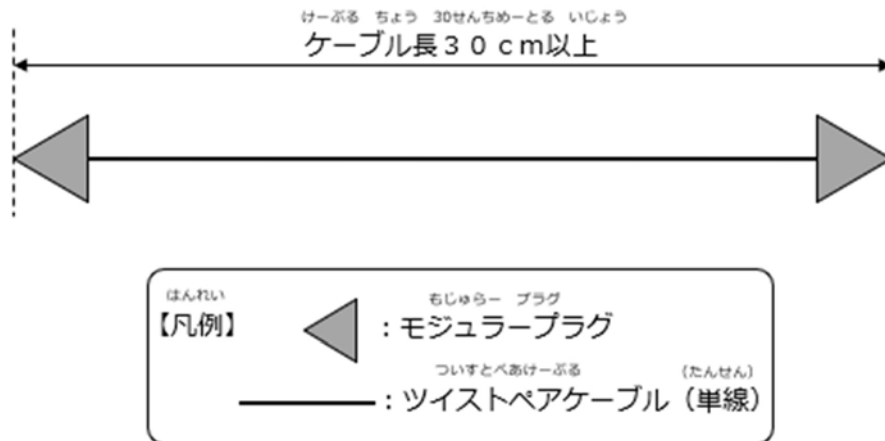 けーぶる ちょう 30せんちめーとる いじょう
ケーブル長３０ｃｍ以上
はんれい
【凡例】
もじゅらー プラグ
：モジュラープラグ
ついすとぺあけーぶる （たんせん）
：ツイストペアケーブル（単線）